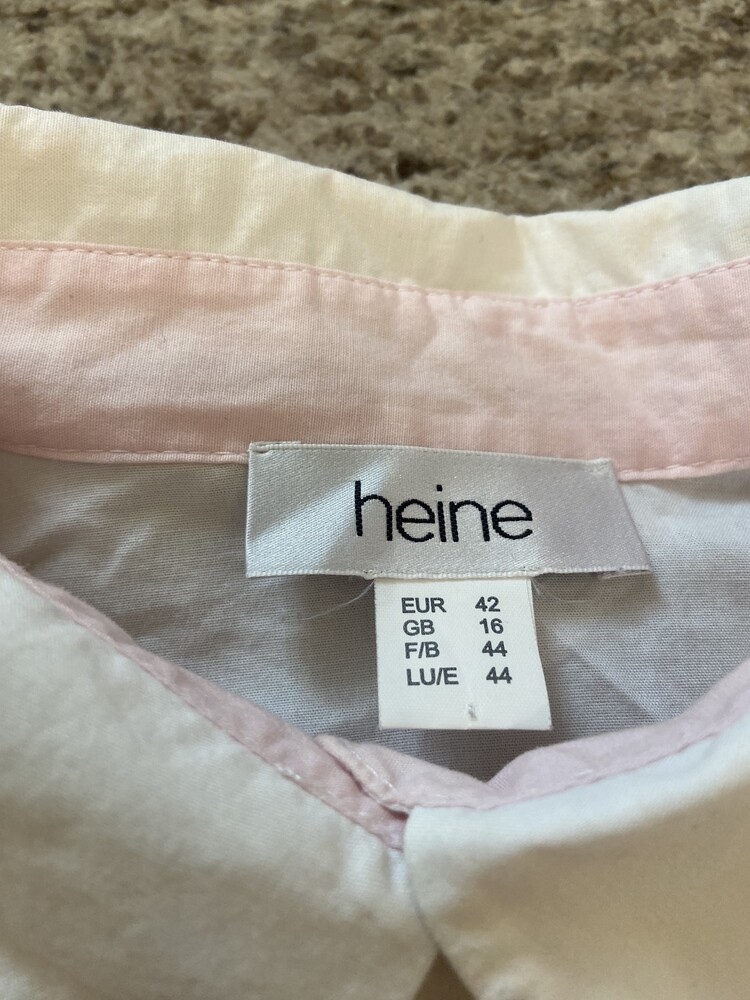 heine
EUR 42
GB 16
F/B 44
LU/E 44